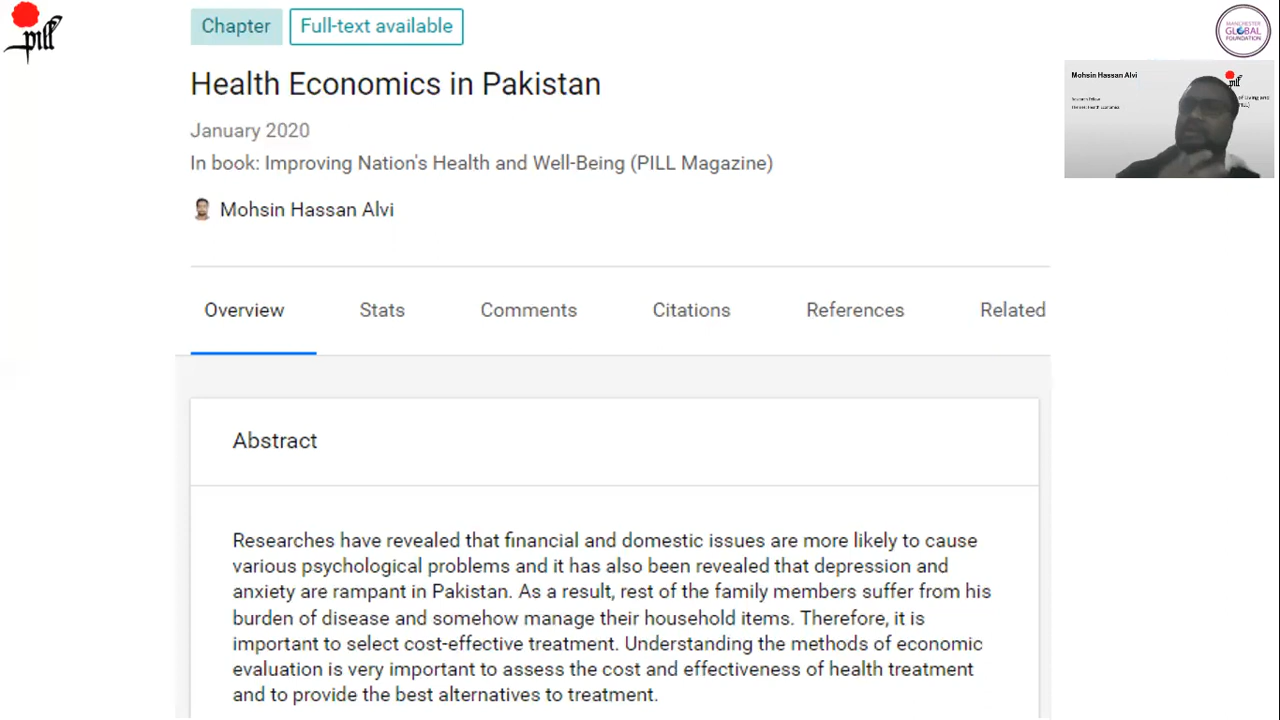 pill
Chapter
Full-text available
MANCHESTER
GLOBAL
FOUNDATION
Health Economics in Pakistan
Mohsin Hassan Alvi
pill
January 2020
In book: Improving Nation's Health and Well-Being (PILL Magazine)
Mohsin Hassan Alvi
Overview
Stats
Comments
Citations
References
Related
Abstract
Researches have revealed that financial and domestic issues are more likely to cause
various psychological problems and it has also been revealed that depression and
anxiety are rampant in Pakistan. As a result, rest of the family members suffer from his
burden of disease and somehow manage their household items. Therefore, it is
important to select cost-effective treatment. Understanding the methods of economic
evaluation is very important to assess the cost and effectiveness of health treatment
and to provide the best alternatives to treatment.